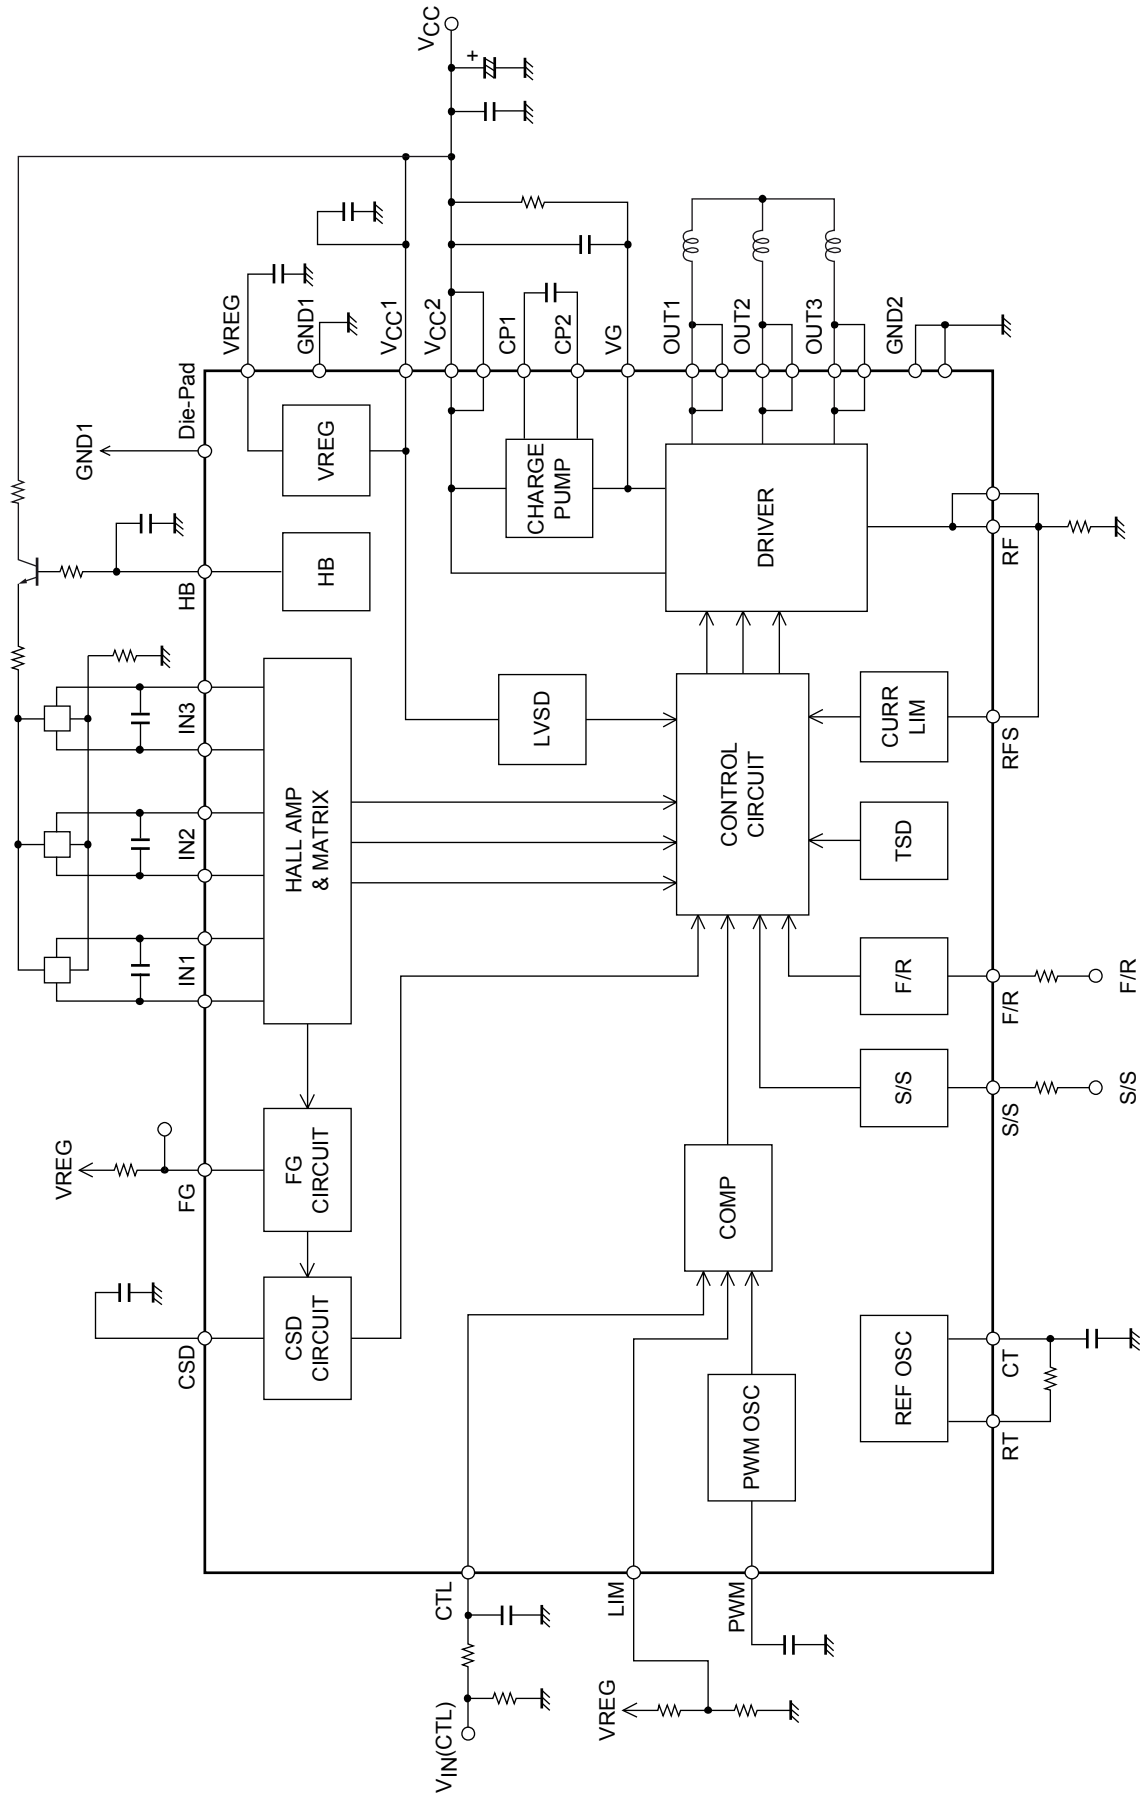 VCC
+
VREG
GND1
VCC1
VCC2
CP1
CP2
VG
OUT1
OUT2
OUT3
GND2
Die-Pad
GND1
VREG
CHARGE
PUMP
DRIVER
HB
HB
RF
IN3
IN2
IN1
HALL AMP
& MATRIX
LVSD
CONTROL
CIRCUIT
CURR
LIM
RFS
TSD
F/R
F/R
F/R
S/S
S/S
S/S
VREG
FG
FG
CIRCUIT
COMP
CSD
CSD
CIRCUIT
PWM OSC
REF OSC
CT
RT
CTL
LIM
PWM
VIN(CTL)
VREG